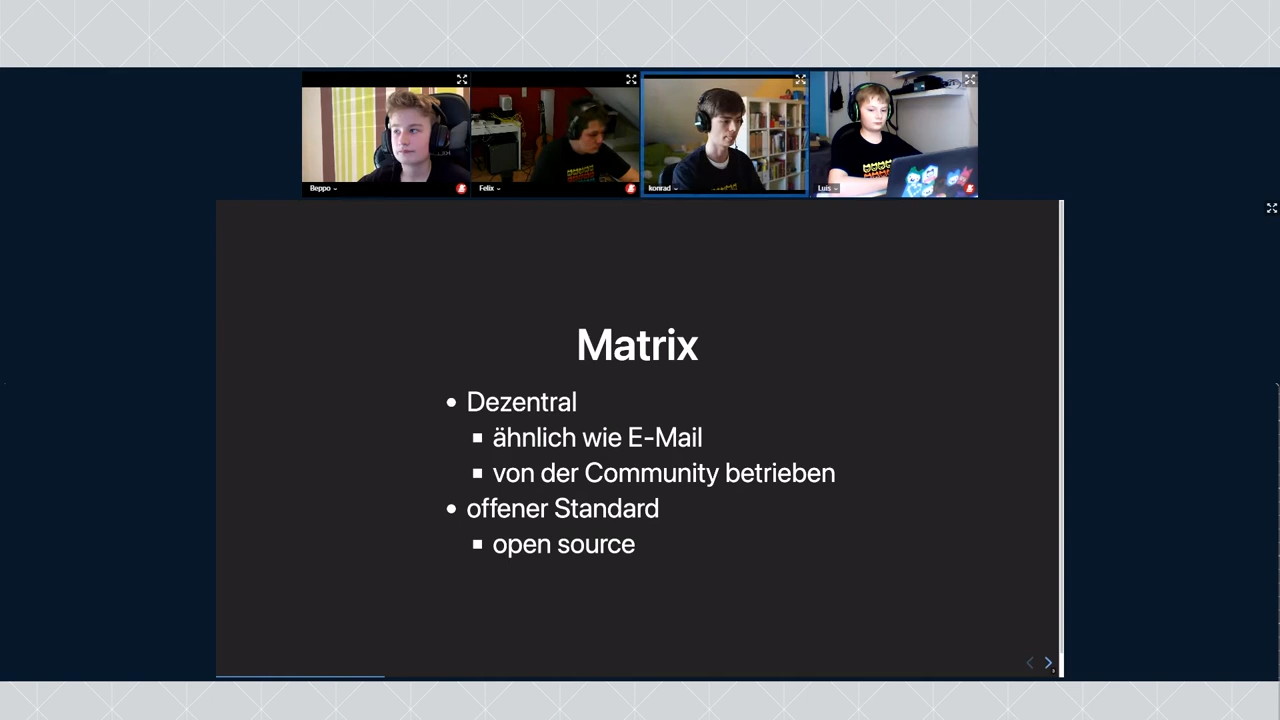 Beppo
Felix
konrad
Luis
Matrix
Dezentral
ähnlich wie E-Mail
von der Community betrieben
offener Standard
open source